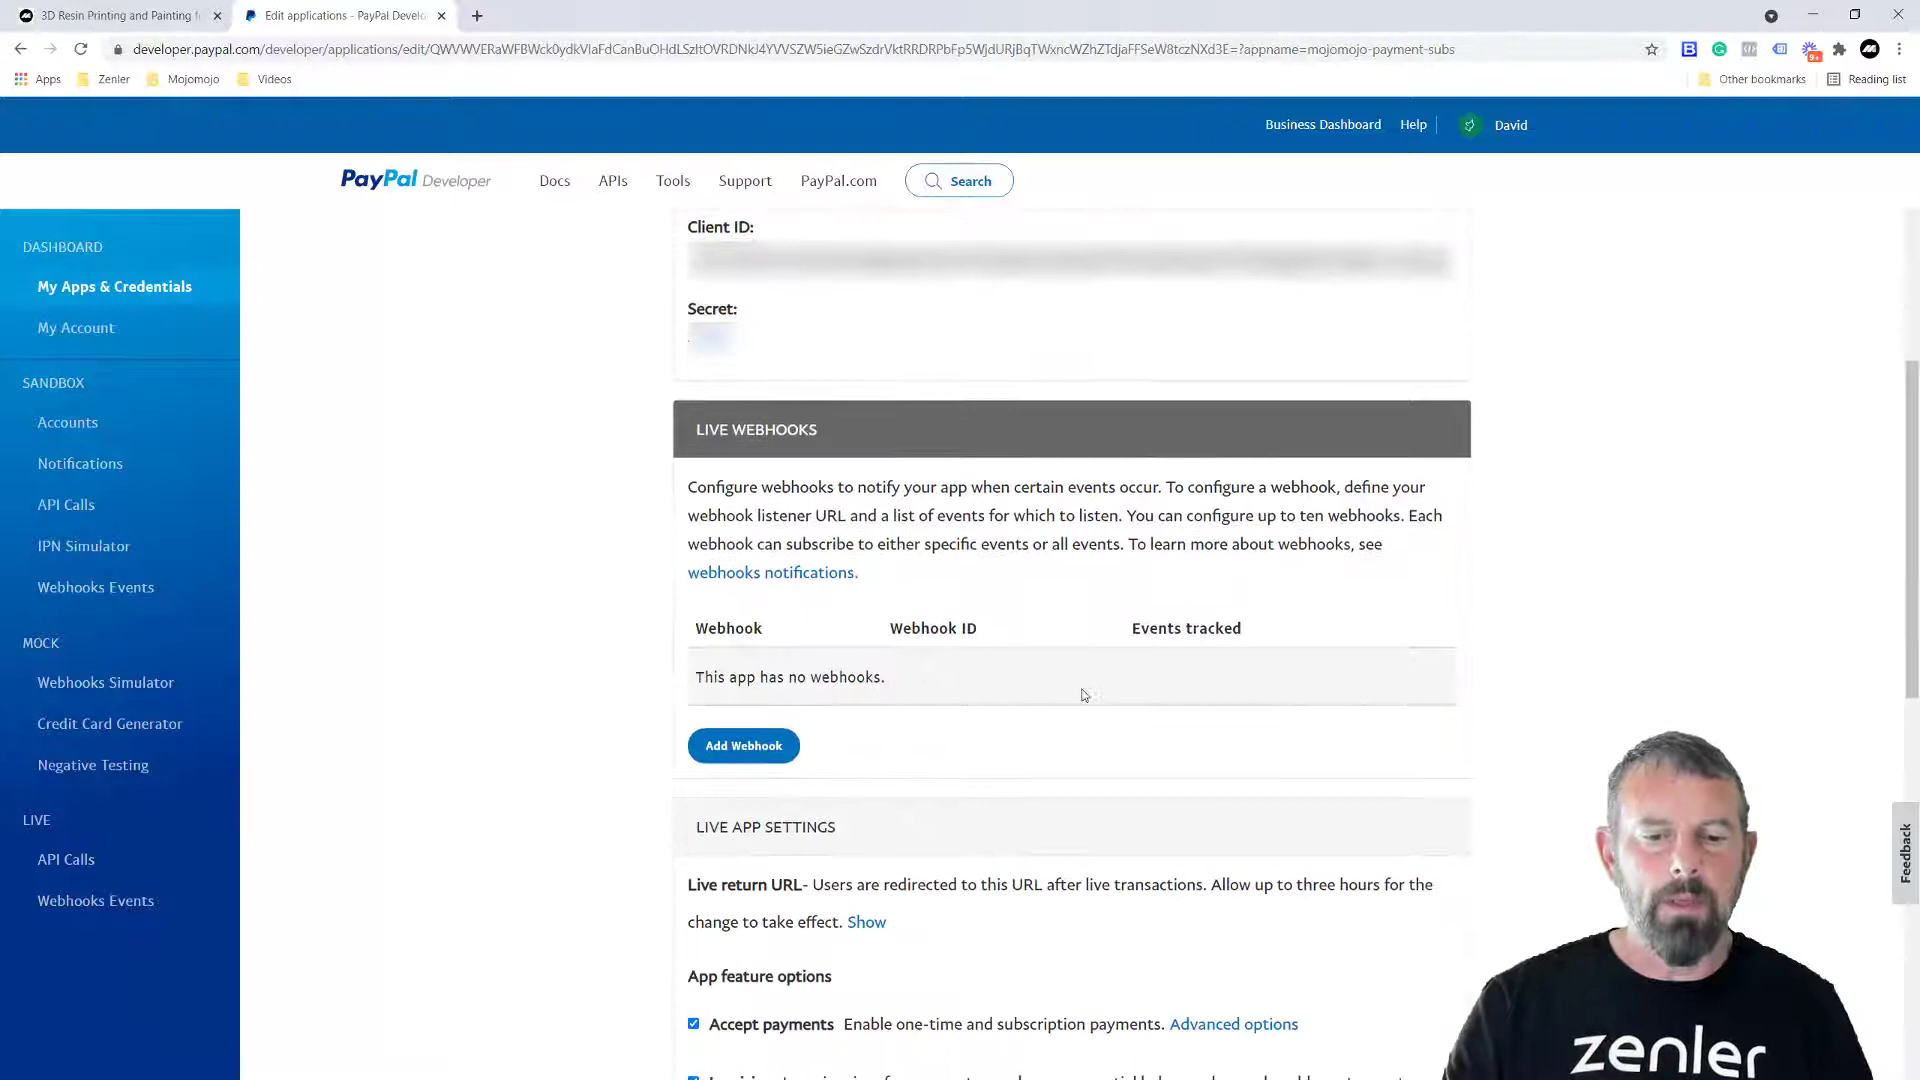 3D Resin Printing and Painting f
Edit applications - PayPal Develo
developer.paypal.com/developer/applications/edit/QWVWVERaWFBWck0ydkVlaFdCanBuOHdLSzltOVRDNkJ4YVVSZW5ieGZwSzdrVktRRDRPbFp5WjdURjBqTWxncWZhZTdjaFFSeW8tczNXd3E=?appname=mojomojo-payment-subs
Apps Zenler Mojomojo Videos Other bookmarks Reading list
Business Dashboard Help David
PayPal Developer Docs APIs Tools Support PayPal.com Search
DASHBOARD
My Apps & Credentials
My Account
SANDBOX
Accounts
Notifications
API Calls
IPN Simulator
Webhooks Events
MOCK
Webhooks Simulator
Credit Card Generator
Negative Testing
LIVE
API Calls
Webhooks Events
Client ID:
Secret:
LIVE WEBHOOKS
Configure webhooks to notify your app when certain events occur. To configure a webhook, define your
webhook listener URL and a list of events for which to listen. You can configure up to ten webhooks. Each
webhook can subscribe to either specific events or all events. To learn more about webhooks, see
webhooks notifications.
Webhook Webhook ID Events tracked
This app has no webhooks.
Add Webhook
LIVE APP SETTINGS
Live return URL- Users are redirected to this URL after live transactions. Allow up to three hours for the
change to take effect. Show
App feature options
Accept payments Enable one-time and subscription payments. Advanced options
Feedback
zenler